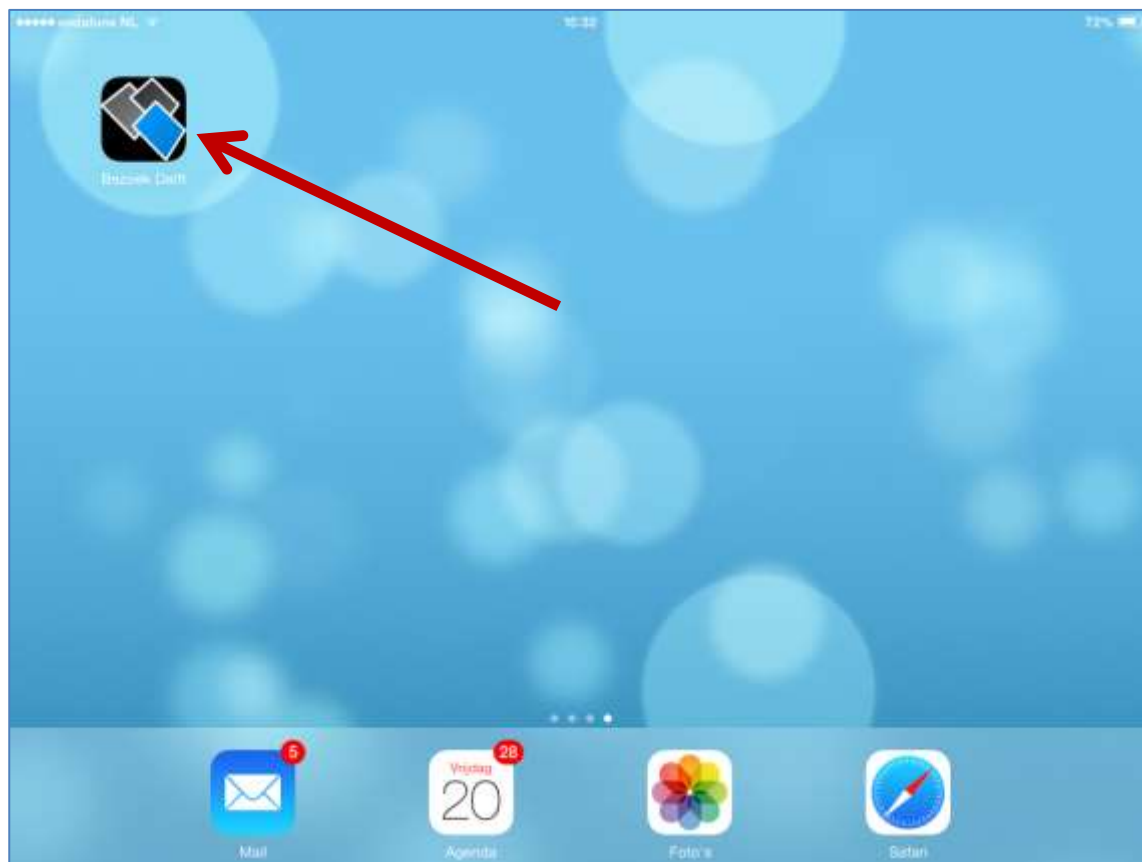 vodafone NL 10:32 72%
Bezoek Delft
5 28
Vrijdag
20
Mail Agenda Foto's Safari